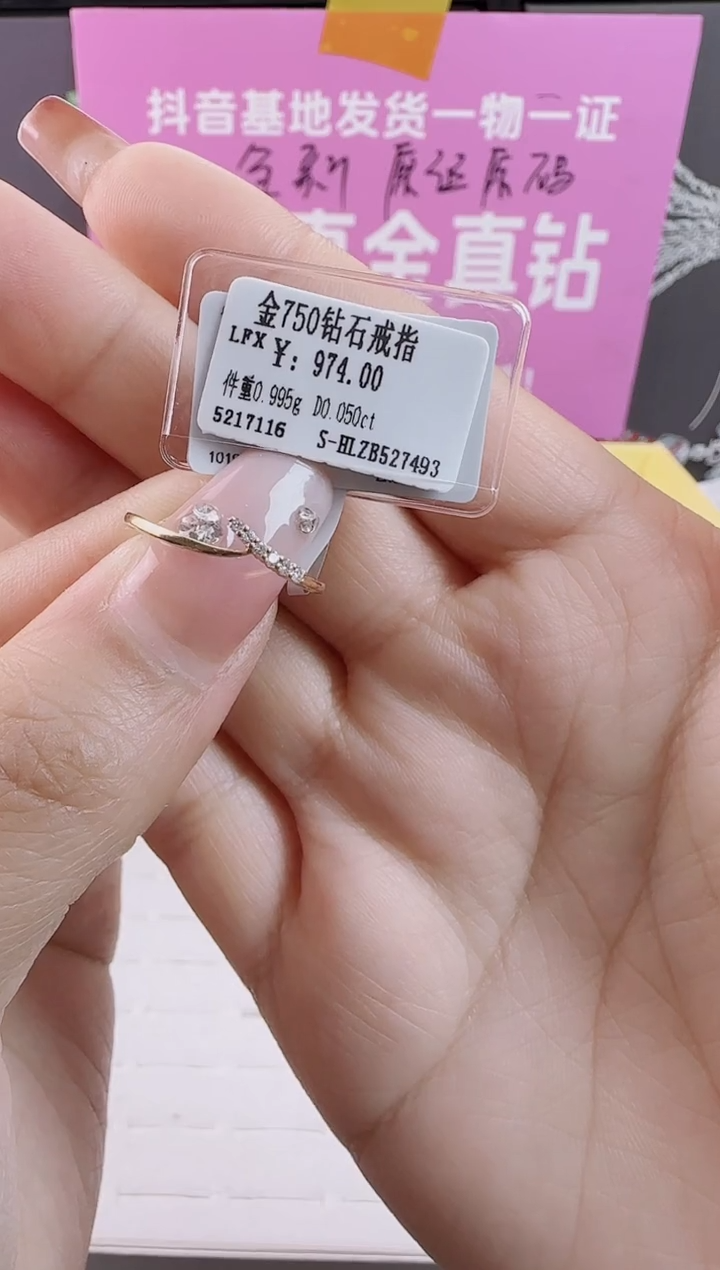 抖音基地发货一物一证
全新 原证原码
真金真钻
金750钻石戒指
LFX ¥: 974.00
件重0.995g D0.050ct
5217116 S-HLZB527493
101